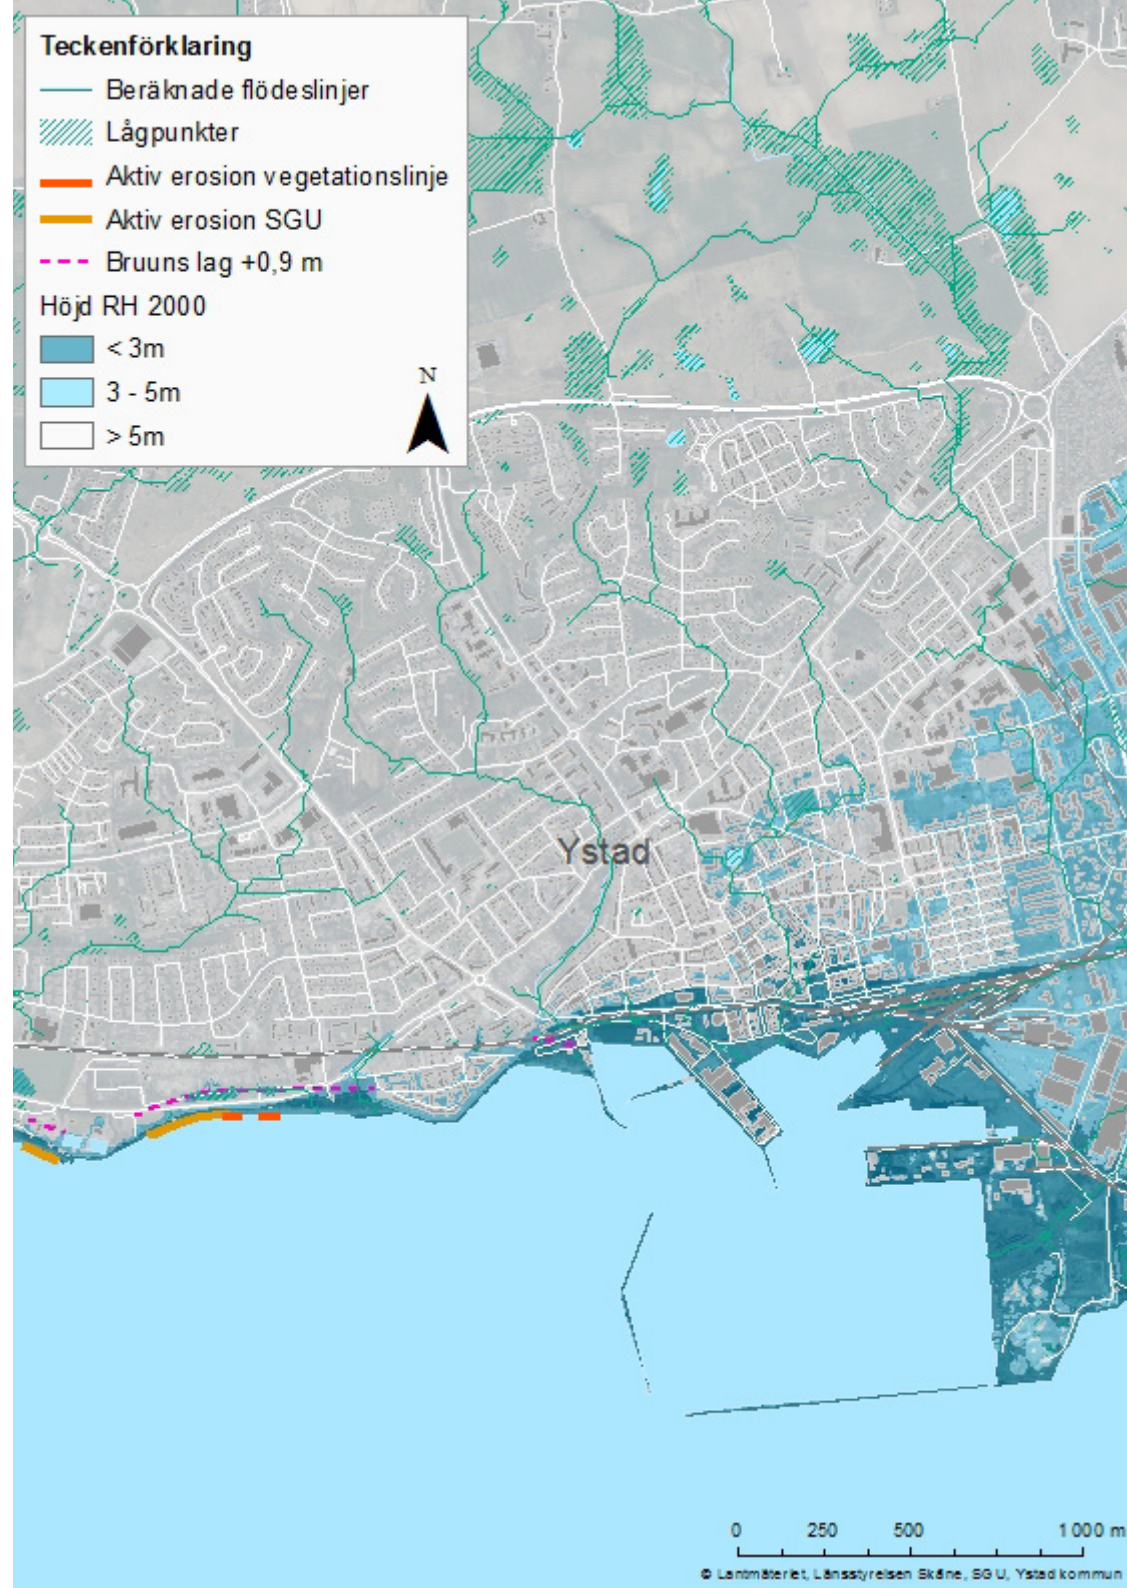 Teckenförklaring
Beräknade flödeslinjer
Lågpunkter
Aktiv erosion vegetationslinje
Aktiv erosion SGU
Bruuns lag +0,9 m
Höjd RH 2000
< 3m
3 - 5m
> 5m
N
Ystad
0 250 500 1 000 m
© Lantmäteriet, Länsstyrelsen Skåne, SGU, Ystad kommun